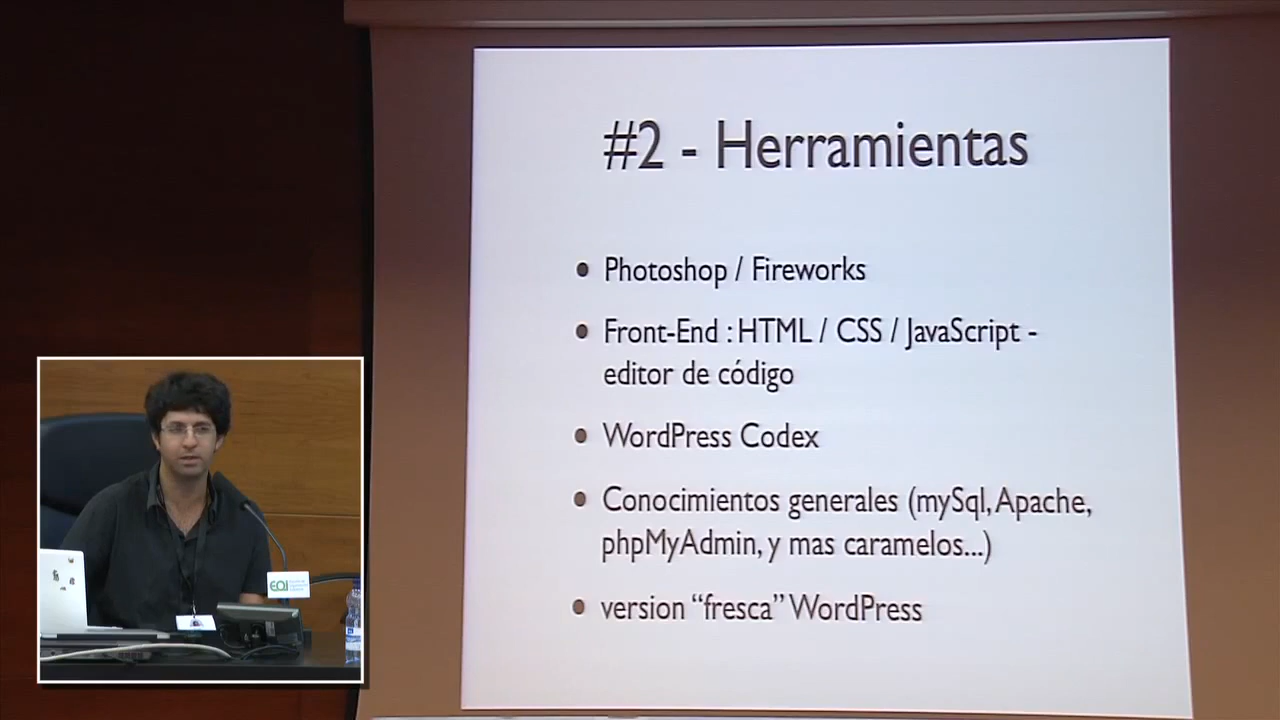 #2 - Herramientas
• Photoshop / Fireworks
• Front-End : HTML / CSS / JavaScript -
editor de código
• WordPress Codex
• Conocimientos generales (mySql, Apache,
phpMyAdmin, y mas caramelos...)
• version “fresca” WordPress
EOI